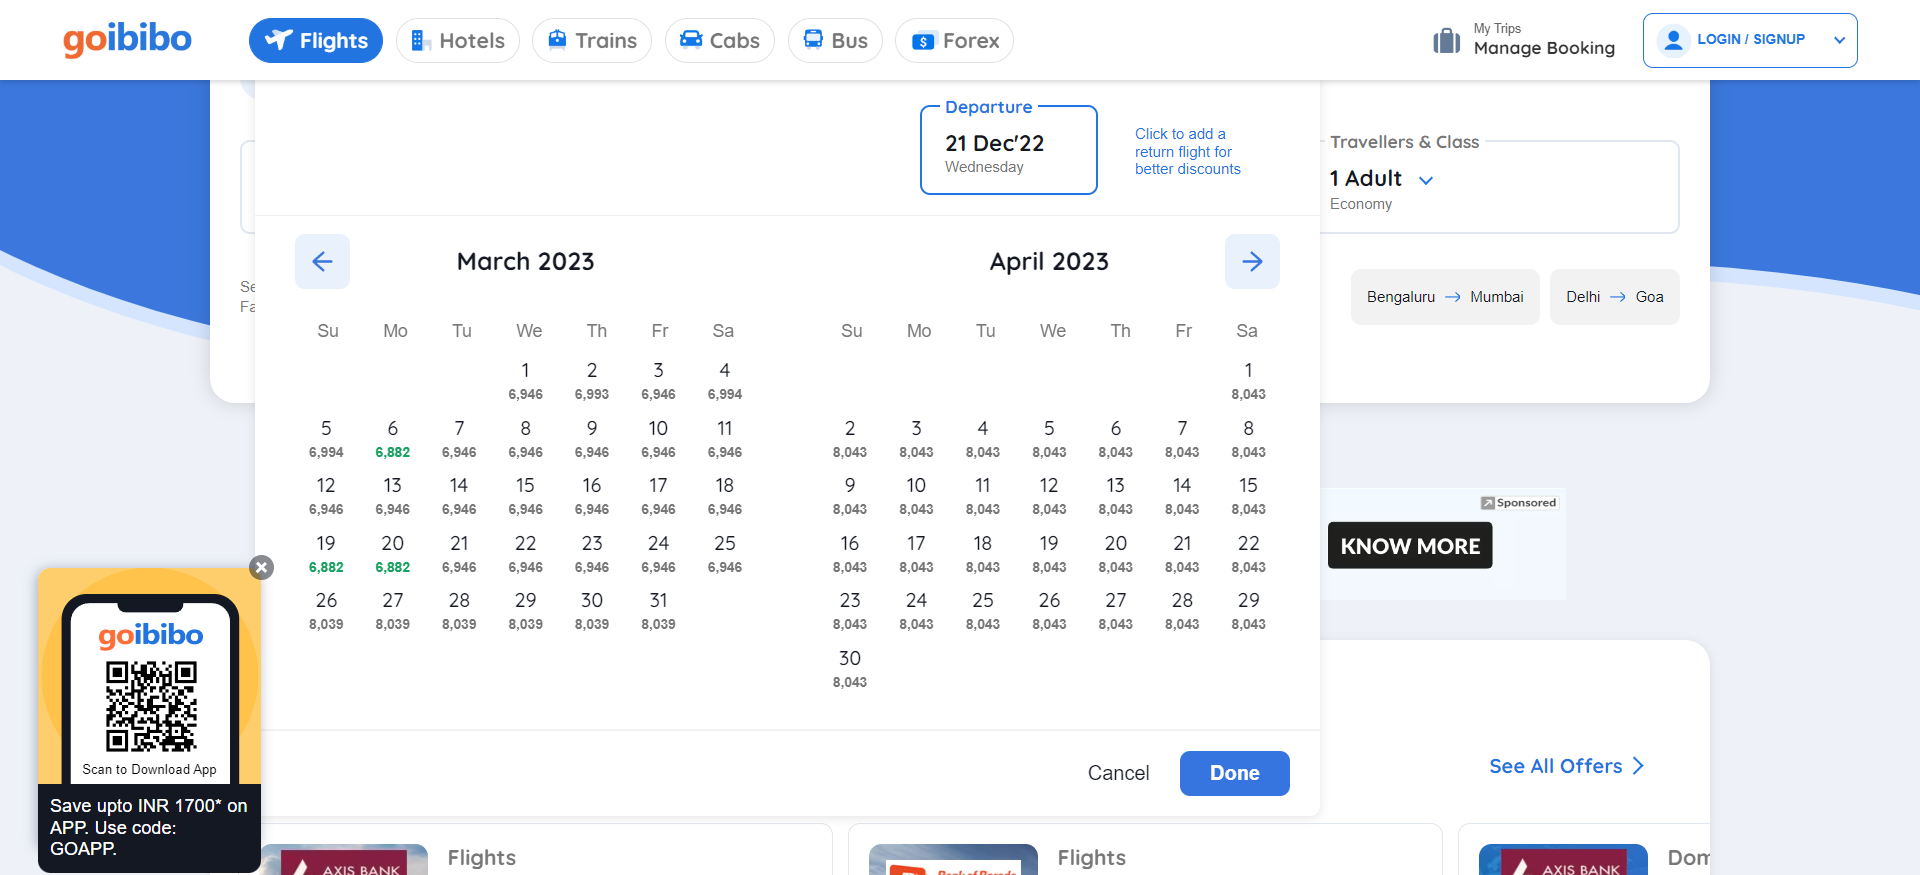 goibibo
Flights
Hotels
Trains
Cabs
Bus
Forex
My Trips
Manage Booking
LOGIN / SIGNUP
Departure
21 Dec'22
Wednesday
Click to add a
return flight for
better discounts
Travellers & Class
1 Adult
Economy
Se
Fa
Bengaluru → Mumbai
Delhi → Goa
March 2023
Su Mo Tu We Th Fr Sa
1 2 3 4
6,946 6,993 6,946 6,994
5 6 7 8 9 10 11
6,994 6,882 6,946 6,946 6,946 6,946 6,946
12 13 14 15 16 17 18
6,946 6,946 6,946 6,946 6,946 6,946 6,946
19 20 21 22 23 24 25
6,882 6,882 6,946 6,946 6,946 6,946 6,946
26 27 28 29 30 31
8,039 8,039 8,039 8,039 8,039 8,039
April 2023
Su Mo Tu We Th Fr Sa
1
8,043
2 3 4 5 6 7 8
8,043 8,043 8,043 8,043 8,043 8,043 8,043
9 10 11 12 13 14 15
8,043 8,043 8,043 8,043 8,043 8,043 8,043
16 17 18 19 20 21 22
8,043 8,043 8,043 8,043 8,043 8,043 8,043
23 24 25 26 27 28 29
8,043 8,043 8,043 8,043 8,043 8,043 8,043
30
8,043
Cancel
Done
Sponsored
KNOW MORE
goibibo
Scan to Download App
Save upto INR 1700* on
APP. Use code:
GOAPP.
See All Offers
AXIS BANK
Flights
Bank of Baroda
Flights
AXIS BANK
Dom